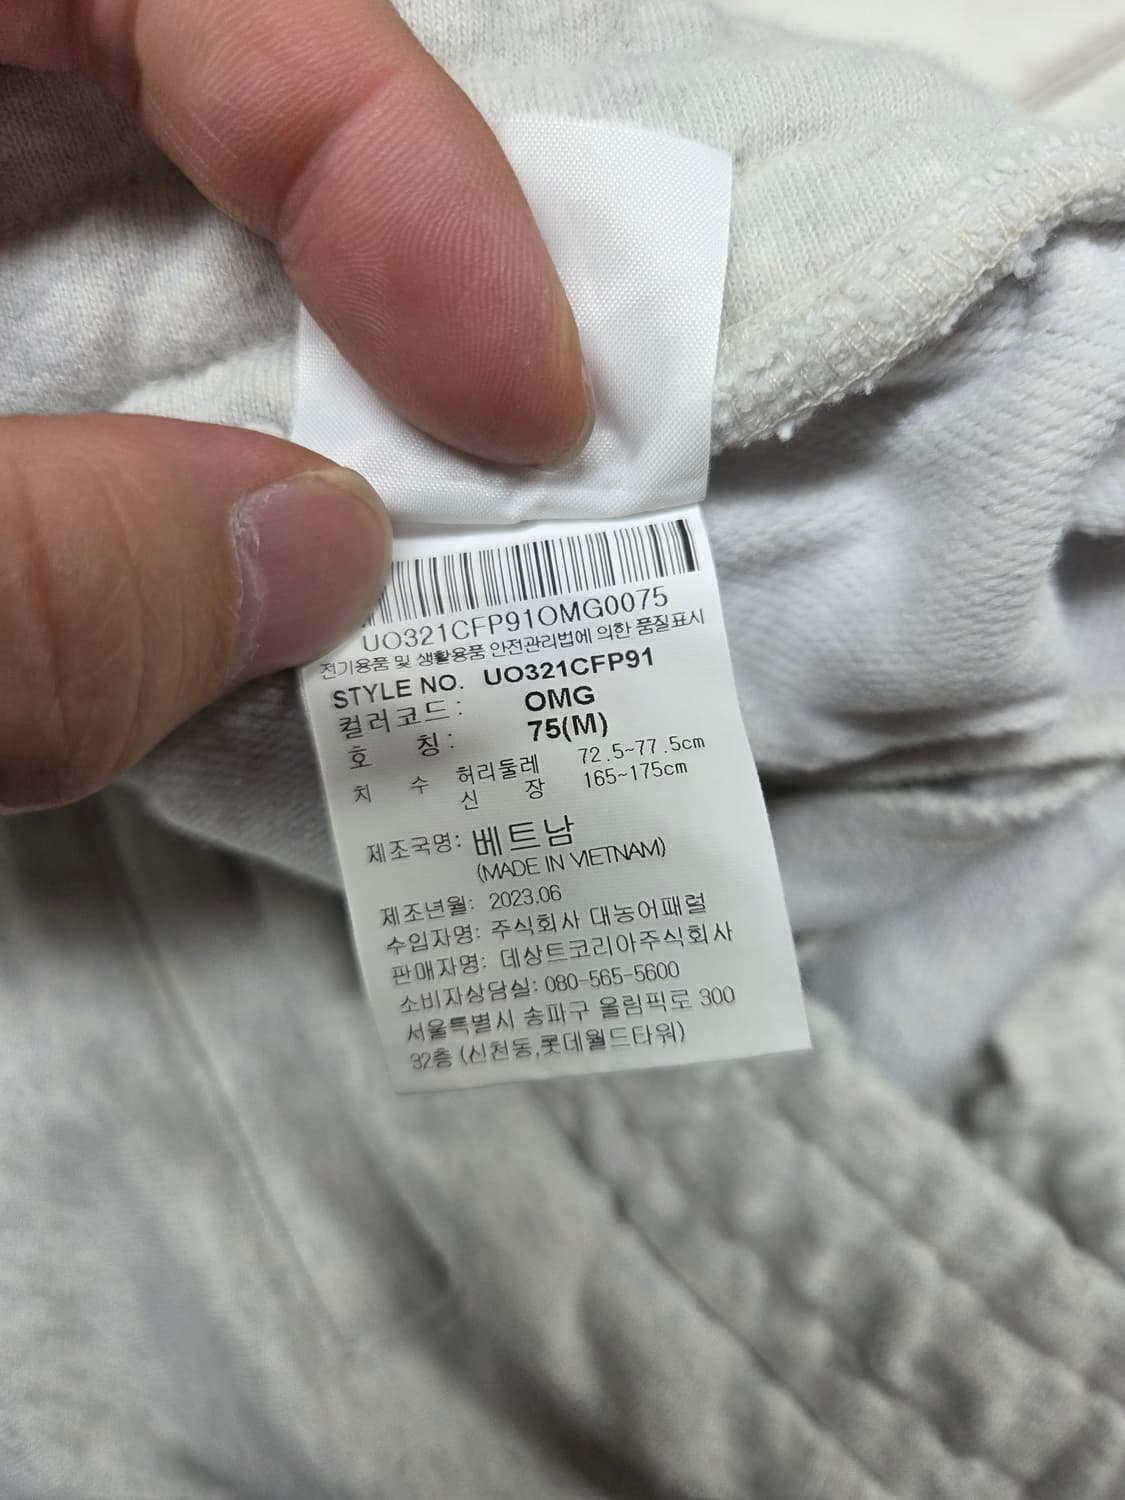 UO321CFP91OMG0075
전기용품 및 생활용품 안전관리법에 의한 품질표시
STYLE NO. UO321CFP91
컬러코드: OMG
호 칭: 75(M)
치 수 허리둘레 72.5~77.5cm
신 장 165~175cm
제조국명: 베트남
(MADE IN VIETNAM)
제조년월: 2023.06
수입자명: 주식회사 대농어패럴
판매자명: 데상트코리아주식회사
소비자상담실: 080-565-5600
서울특별시 송파구 올림픽로 300
32층 (신천동,롯데월드타워)